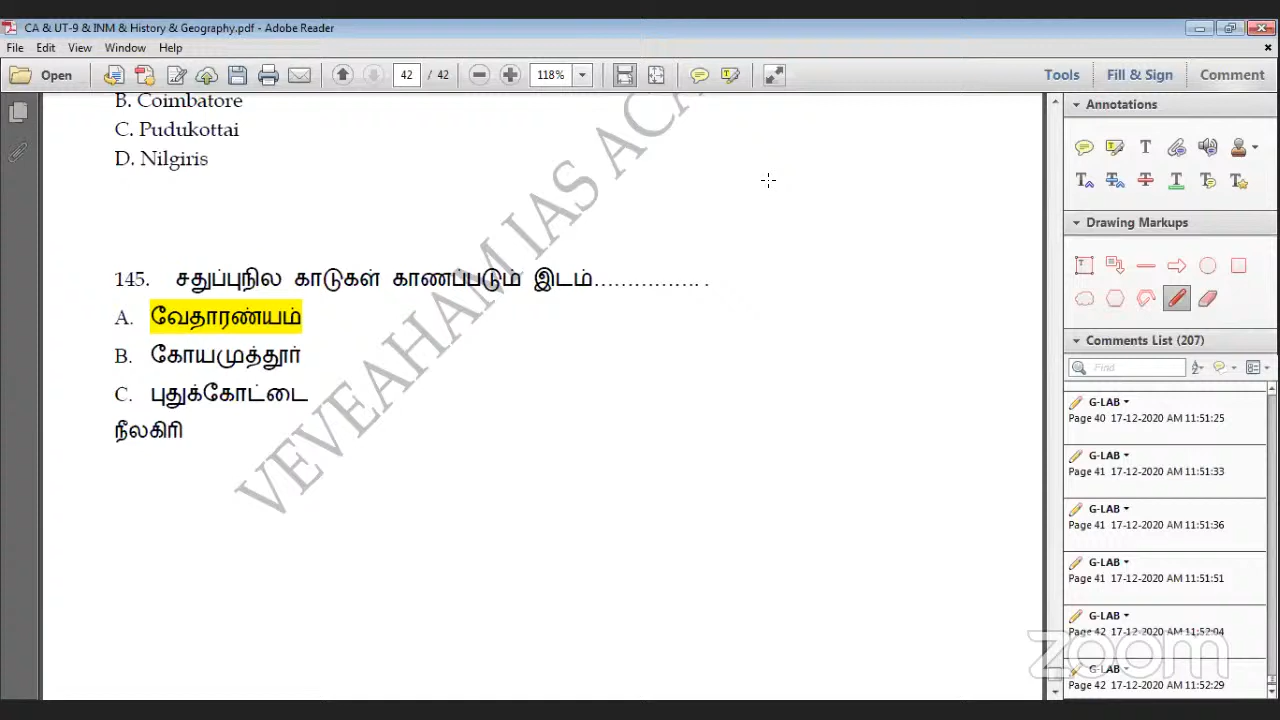 CA & UT-9 & INM & History & Geography.pdf - Adobe Reader
File Edit View Window Help
Open 42 / 42 118% Tools Fill & Sign Comment
B. Coimbatore
C. Pudukottai
D. Nilgiris
145. சதுப்புநில காடுகள் காணப்படும் இடம்................ .
A. வேதாரண்யம்
B. கோயமுத்தூர்
C. புதுக்கோட்டை
நீலகிரி
VEVEAHAM IAS ACA
Annotations
Drawing Markups
Comments List (207)
Find
G-LAB
Page 40 17-12-2020 AM 11:51:25
G-LAB
Page 41 17-12-2020 AM 11:51:33
G-LAB
Page 41 17-12-2020 AM 11:51:36
G-LAB
Page 41 17-12-2020 AM 11:51:51
G-LAB
Page 42 17-12-2020 AM 11:52:04
G-LAB
Page 42 17-12-2020 AM 11:52:29
zoom